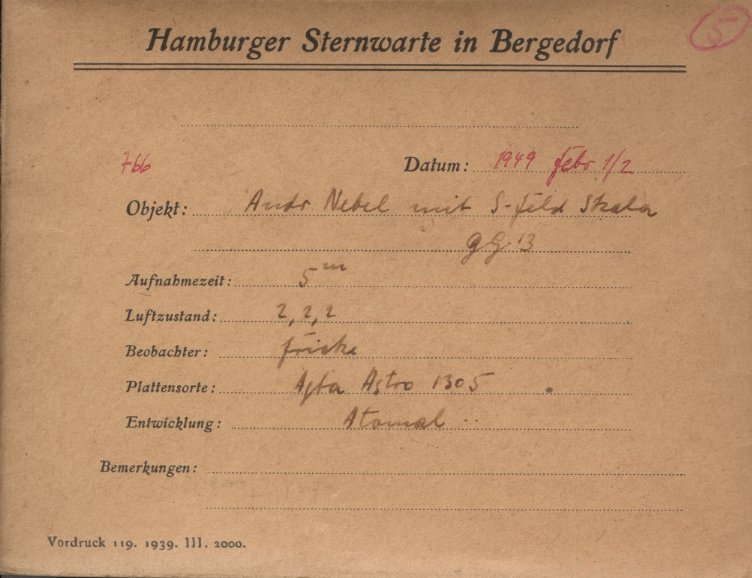 5
Hamburger Sternwarte in Bergedorf
766 Datum: 1949 Febr. 1/2
Objekt: Andr Nebel mit S-feld Skala
GG 13
Aufnahmezeit: 5 m
Luftzustand: 2, 2, 2
Beobachter: Fricke
Plattensorte: Agfa Astro 1305
Entwicklung: Atomal
Bemerkungen:
Vordruck 119. 1939. III. 2000.